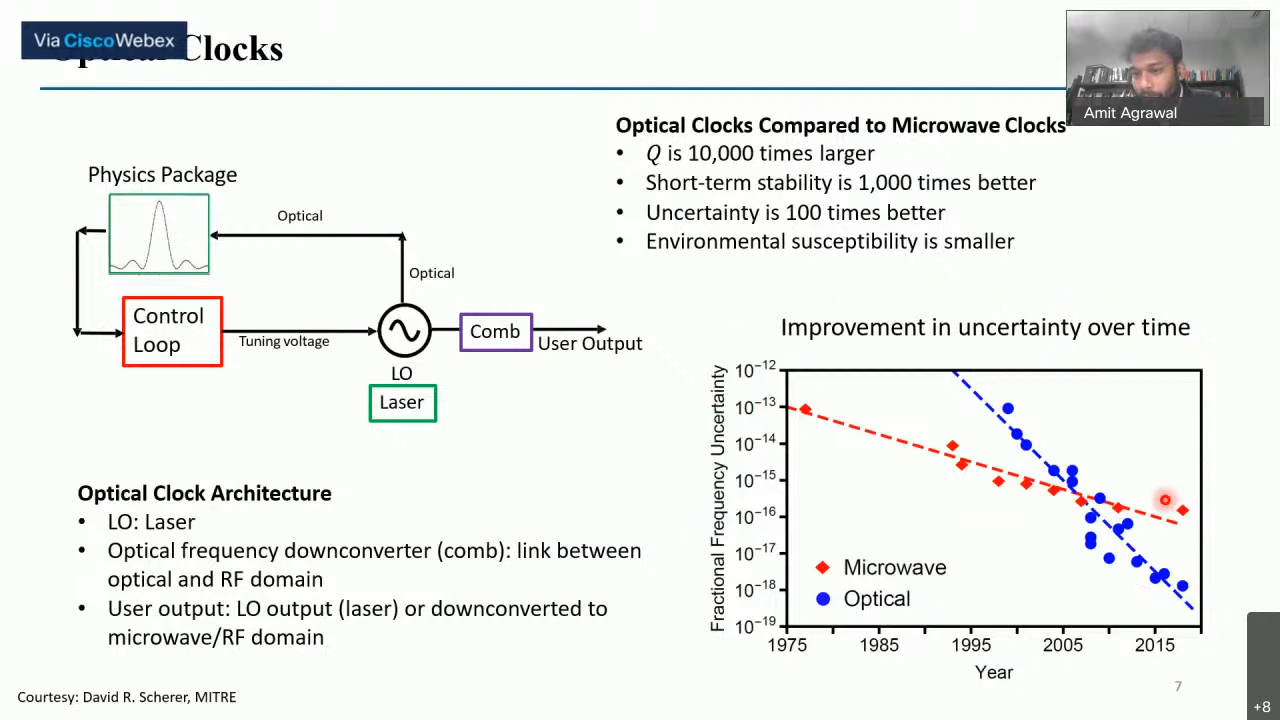 Via Cisco Webex
Optical Clocks
Amit Agrawal
Physics Package
Optical
Optical
Control
Loop
Tuning voltage
LO
Laser
Comb
User Output
Optical Clocks Compared to Microwave Clocks
• Q is 10,000 times larger
• Short-term stability is 1,000 times better
• Uncertainty is 100 times better
• Environmental susceptibility is smaller
Optical Clock Architecture
• LO: Laser
• Optical frequency downconverter (comb): link between
optical and RF domain
• User output: LO output (laser) or downconverted to
microwave/RF domain
Improvement in uncertainty over time
Fractional Frequency Uncertainty
10⁻¹²
10⁻¹³
10⁻¹⁴
10⁻¹⁵
10⁻¹⁶
10⁻¹⁷
10⁻¹⁸
10⁻¹⁹
Microwave
Optical
1975 1985 1995 2005 2015
Year
Courtesy: David R. Scherer, MITRE
7
+8